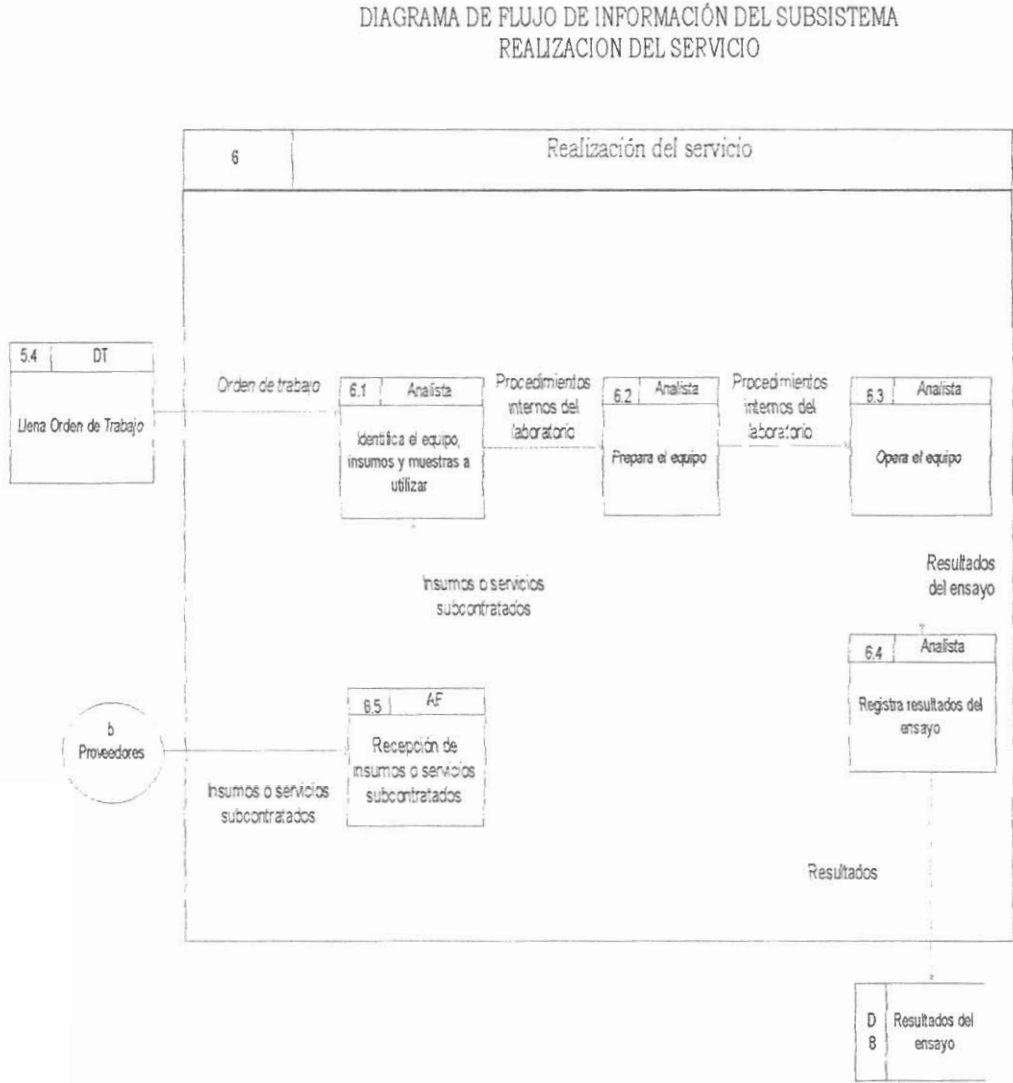 DIAGRAMA DE FLUJO DE INFORMACIÓN DEL SUBSISTEMA
REALIZACION DEL SERVICIO
6
Realización del servicio
5.4
DT
Llena Orden de Trabajo
Orden de trabajo
6.1
Analista
Identifica el equipo,
insumos y muestras a
utilizar
Procedimientos
internos del
laboratorio
6.2
Analista
Prepara el equipo
Procedimientos
internos del
laboratorio
6.3
Analista
Opera el equipo
Insumos o servicios
subcontratados
Resultados
del ensayo
6.4
Analista
Registra resultados del
ensayo
b
Proveedores
Insumos o servicios
subcontratados
6.5
AF
Recepción de
insumos o servicios
subcontratados
Resultados
D
8
Resultados del
ensayo